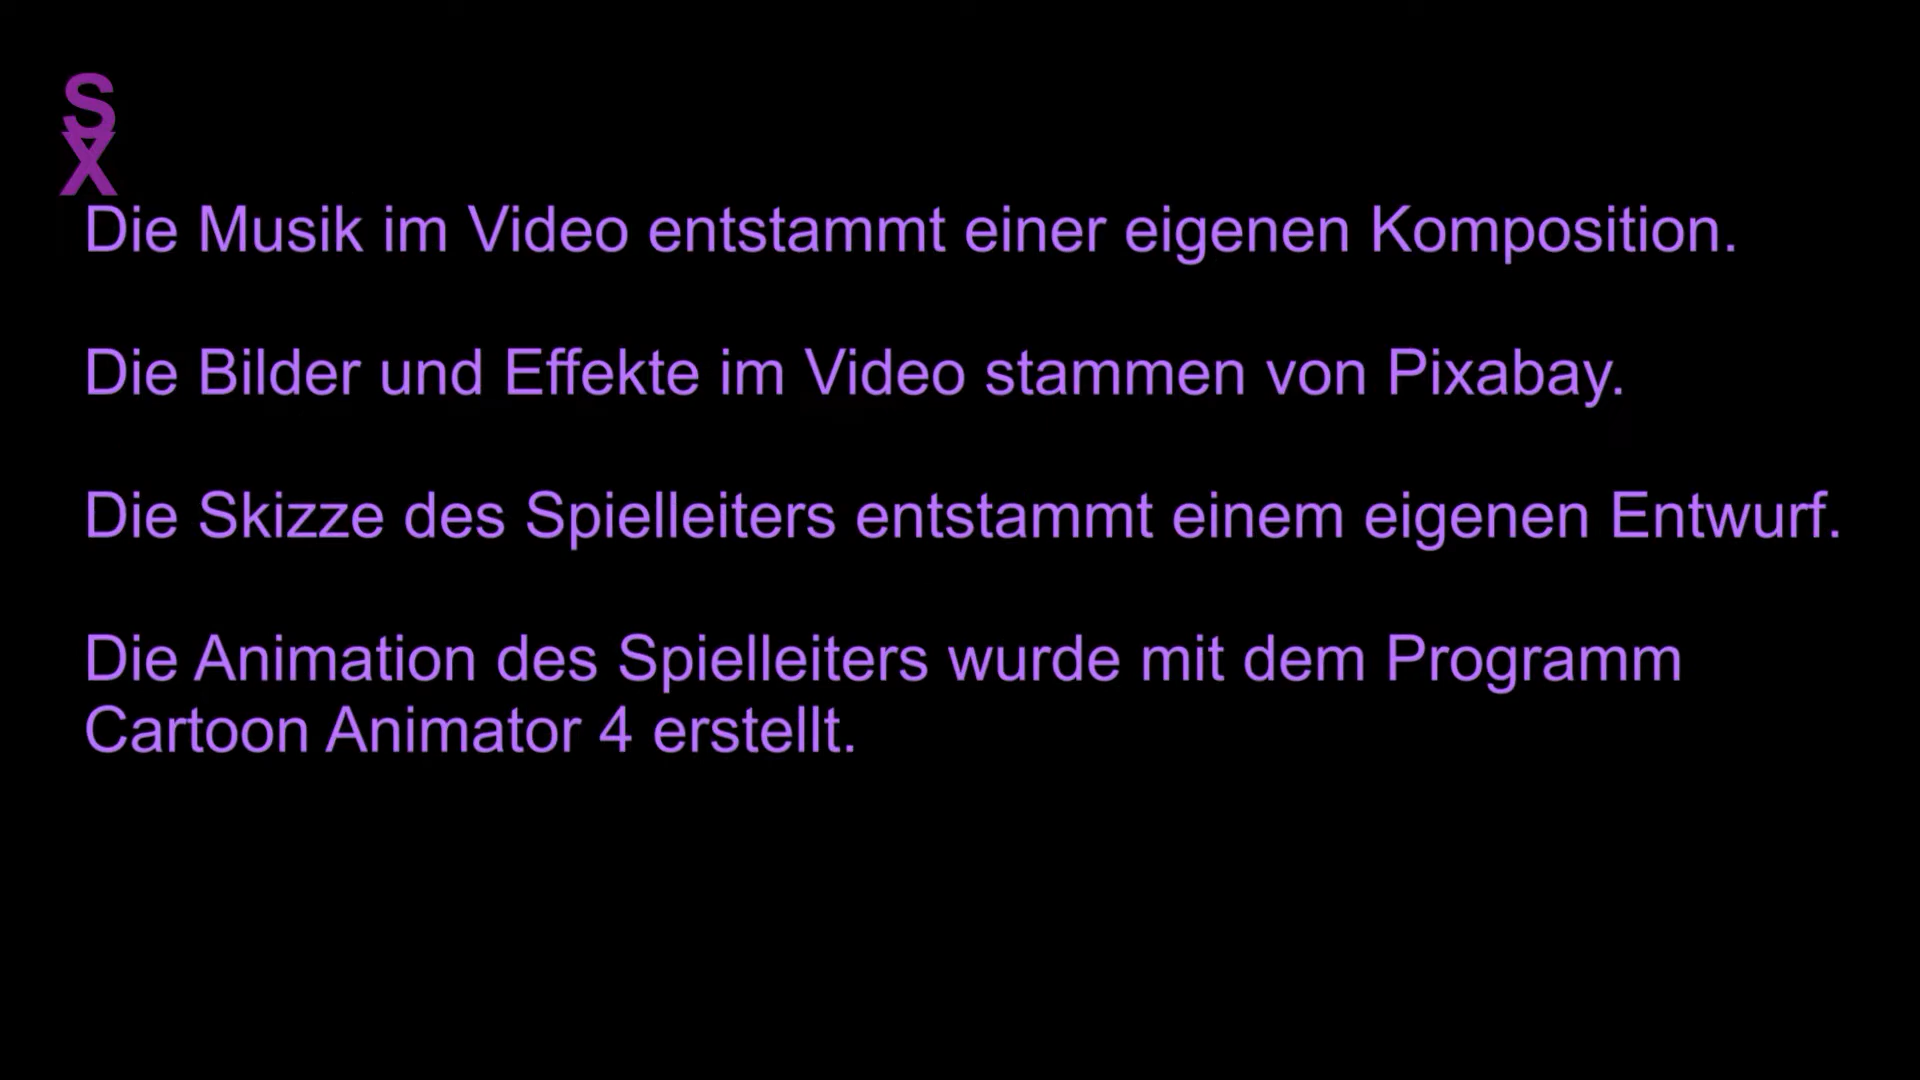 S
X
Die Musik im Video entstammt einer eigenen Komposition.
Die Bilder und Effekte im Video stammen von Pixabay.
Die Skizze des Spielleiters entstammt einem eigenen Entwurf.
Die Animation des Spielleiters wurde mit dem Programm
Cartoon Animator 4 erstellt.